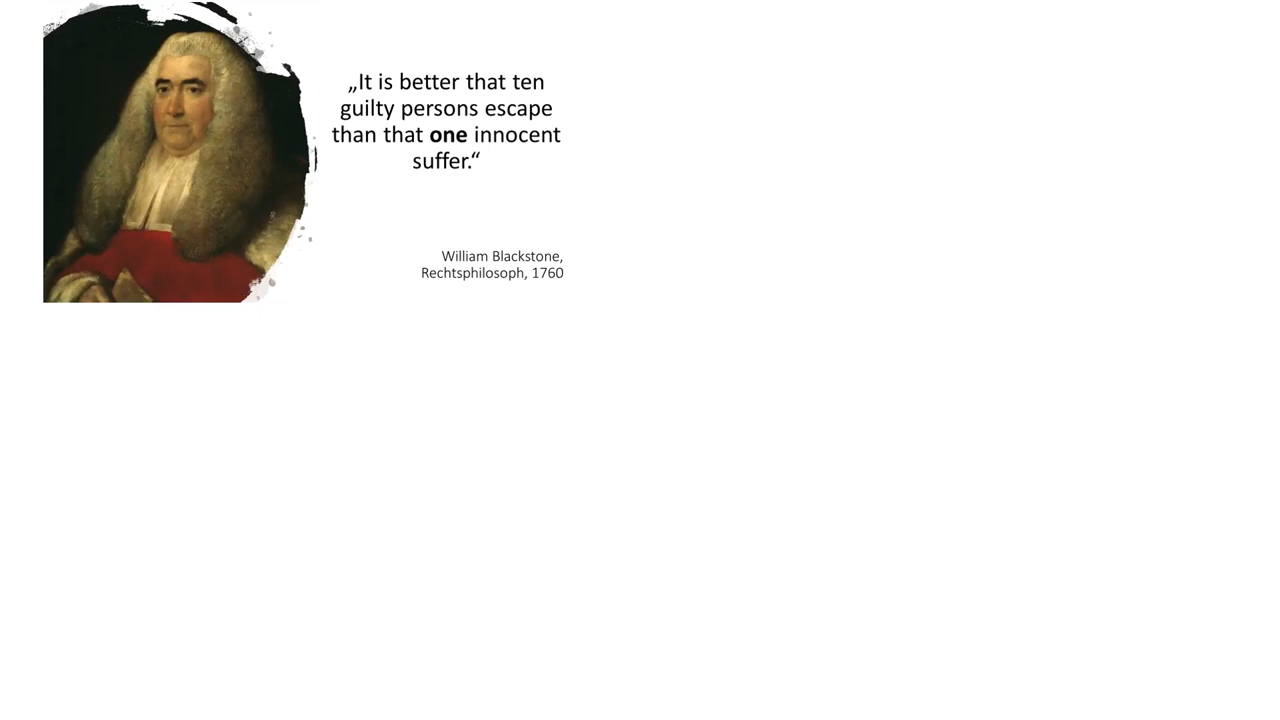 „It is better that ten
guilty persons escape
than that one innocent
suffer.“
William Blackstone,
Rechtsphilosoph, 1760